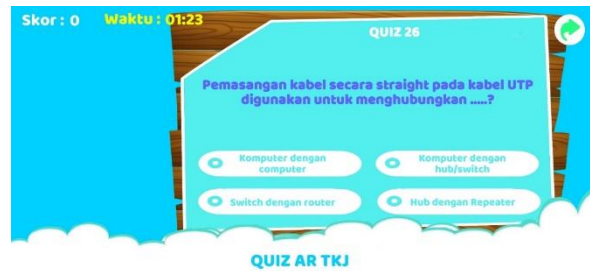 Skor : 0 Waktu : 01:23
QUIZ 26
Pemasangan kabel secara straight pada kabel UTP
digunakan untuk menghubungkan .....?
Komputer dengan
computer
Komputer dengan
hub/switch
Switch dengan router
Hub dengan Repeater
QUIZ AR TKJ